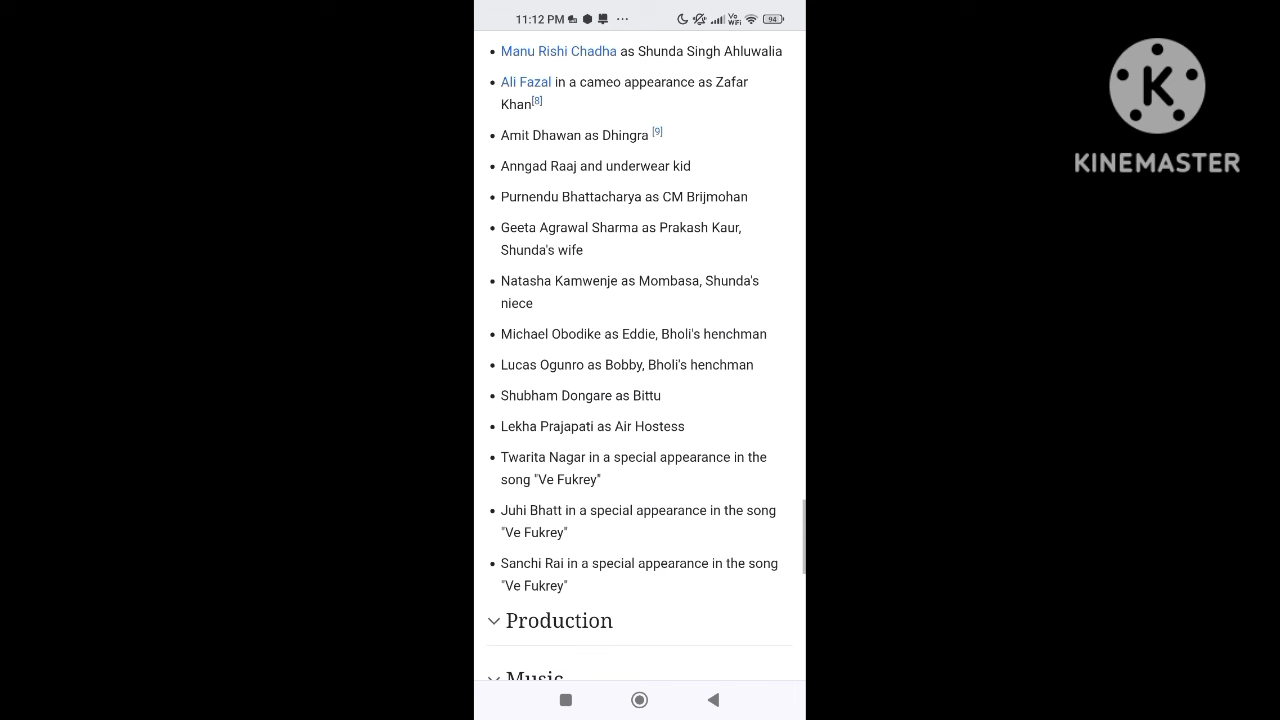 11:12 PM
Vo WiFi
94
Manu Rishi Chadha as Shunda Singh Ahluwalia
Ali Fazal in a cameo appearance as Zafar
Khan[8]
Amit Dhawan as Dhingra [9]
Anngad Raaj and underwear kid
Purnendu Bhattacharya as CM Brijmohan
Geeta Agrawal Sharma as Prakash Kaur,
Shunda's wife
Natasha Kamwenje as Mombasa, Shunda's
niece
Michael Obodike as Eddie, Bholi's henchman
Lucas Ogunro as Bobby, Bholi's henchman
Shubham Dongare as Bittu
Lekha Prajapati as Air Hostess
Twarita Nagar in a special appearance in the
song "Ve Fukrey"
Juhi Bhatt in a special appearance in the song
"Ve Fukrey"
Sanchi Rai in a special appearance in the song
"Ve Fukrey"
Production
Music
K
KINEMASTER